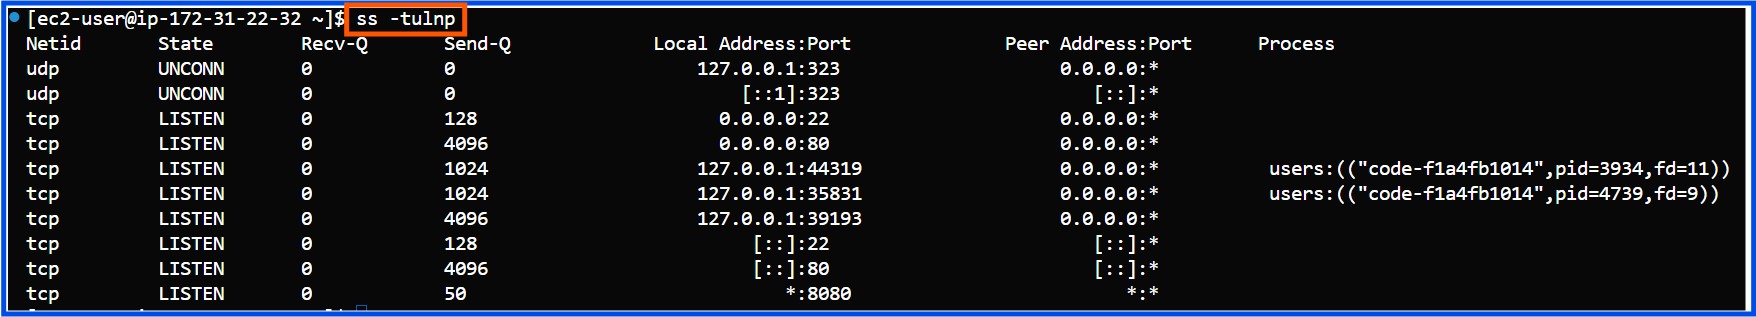 [ec2-user@ip-172-31-22-32 ~]$ ss -tulnp
Netid State Recv-Q Send-Q Local Address:Port Peer Address:Port Process
udp UNCONN 0 0 127.0.0.1:323 0.0.0.0:*
udp UNCONN 0 0 [::1]:323 [::]:*
tcp LISTEN 0 128 0.0.0.0:22 0.0.0.0:*
tcp LISTEN 0 4096 0.0.0.0:80 0.0.0.0:*
tcp LISTEN 0 1024 127.0.0.1:44319 0.0.0.0:* users:(("code-f1a4fb1014",pid=3934,fd=11))
tcp LISTEN 0 1024 127.0.0.1:35831 0.0.0.0:* users:(("code-f1a4fb1014",pid=4739,fd=9))
tcp LISTEN 0 4096 127.0.0.1:39193 0.0.0.0:*
tcp LISTEN 0 128 [::]:22 [::]:*
tcp LISTEN 0 4096 [::]:80 [::]:*
tcp LISTEN 0 50 *:8080 *:*